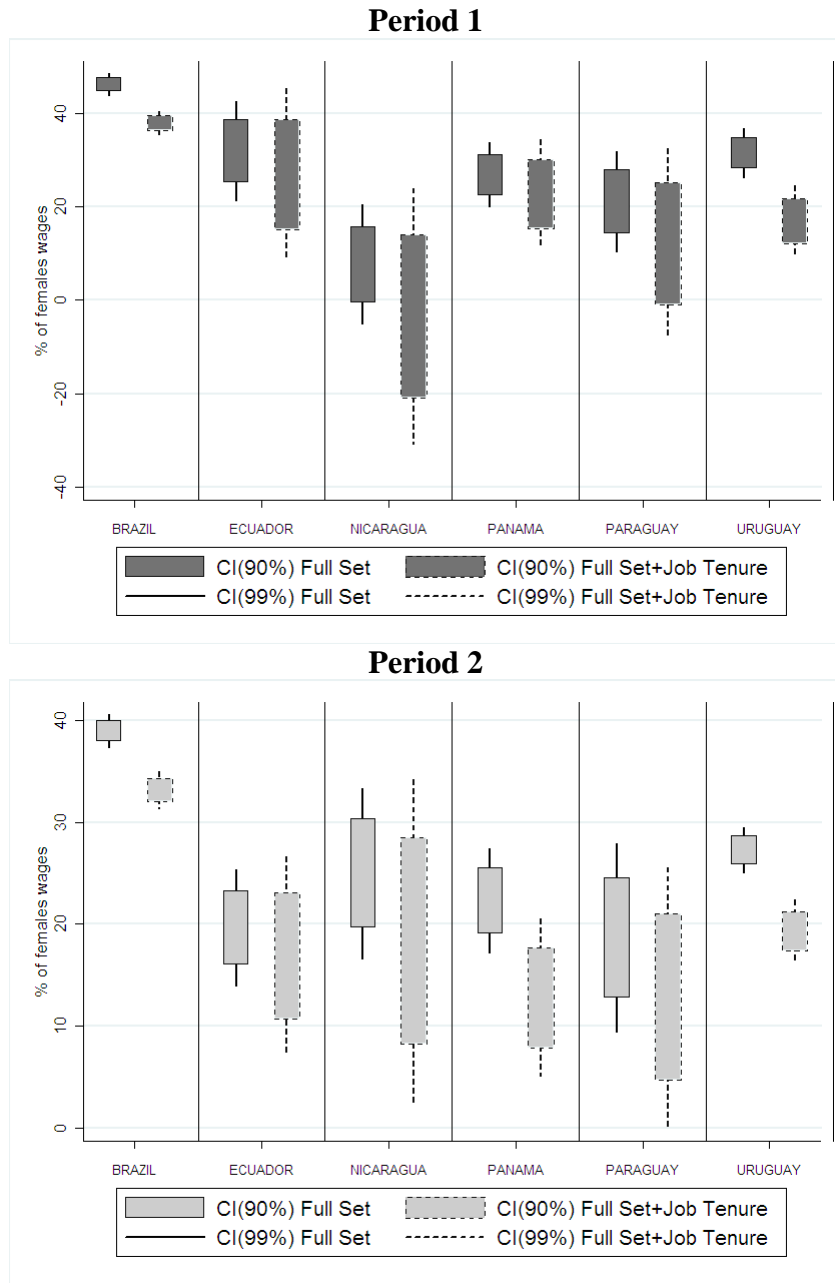 Period 1
% of females wages
40
20
0
-20
-40
BRAZIL ECUADOR NICARAGUA PANAMA PARAGUAY URUGUAY
CI(90%) Full Set CI(90%) Full Set+Job Tenure
CI(99%) Full Set CI(99%) Full Set+Job Tenure
Period 2
% of females wages
40
30
20
10
0
BRAZIL ECUADOR NICARAGUA PANAMA PARAGUAY URUGUAY
CI(90%) Full Set CI(90%) Full Set+Job Tenure
CI(99%) Full Set CI(99%) Full Set+Job Tenure